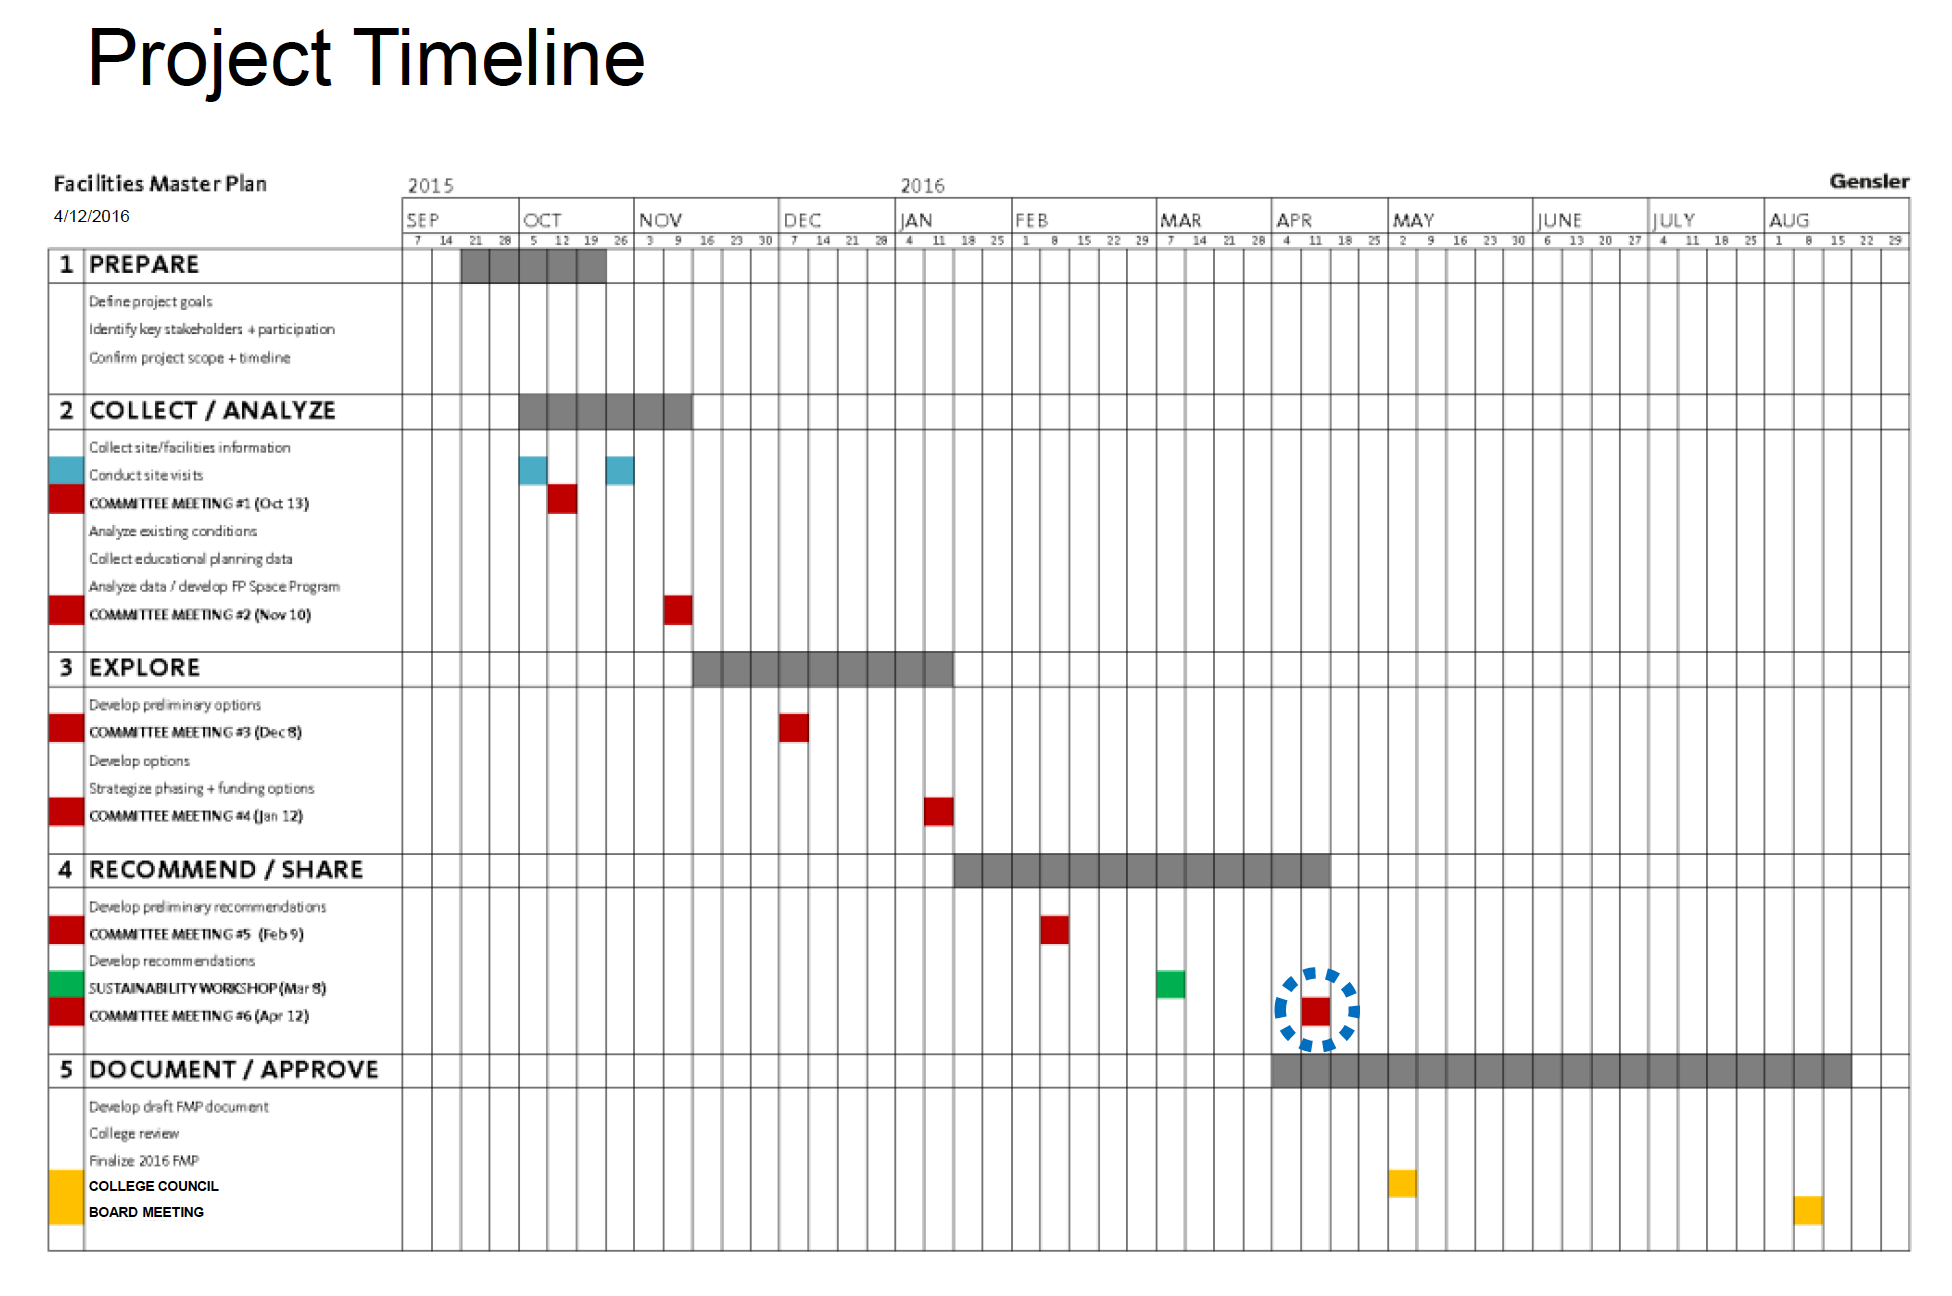 Project Timeline
Facilities Master Plan
2015 2016 Gensler
4/12/2016
SEP OCT NOV DEC JAN FEB MAR APR MAY JUNE JULY AUG
7 14 21 28 5 12 19 26 3 9 16 23 30 7 14 21 28 4 11 18 25 1 8 15 22 29 7 14 21 28 4 11 18 25 2 9 16 23 30 6 13 20 27 4 11 18 25 1 8 15 22 29
1 PREPARE
Define project goals
Identify key stakeholders + participation
Confirm project scope + timeline
2 COLLECT / ANALYZE
Collect site/facilities information
Conduct site visits
COMMITTEE MEETING #1 (Oct 13)
Analyze existing conditions
Collect educational planning data
Analyze data / develop FP Space Program
COMMITTEE MEETING #2 (Nov 10)
3 EXPLORE
Develop preliminary options
COMMITTEE MEETING #3 (Dec 8)
Develop options
Strategize phasing + funding options
COMMITTEE MEETING #4 (Jan 12)
4 RECOMMEND / SHARE
Develop preliminary recommendations
COMMITTEE MEETING #5 (Feb 9)
Develop recommendations
SUSTAINABILITY WORKSHOP (Mar 8)
COMMITTEE MEETING #6 (Apr 12)
5 DOCUMENT / APPROVE
Develop draft FMP document
College review
Finalize 2016 FMP
COLLEGE COUNCIL
BOARD MEETING